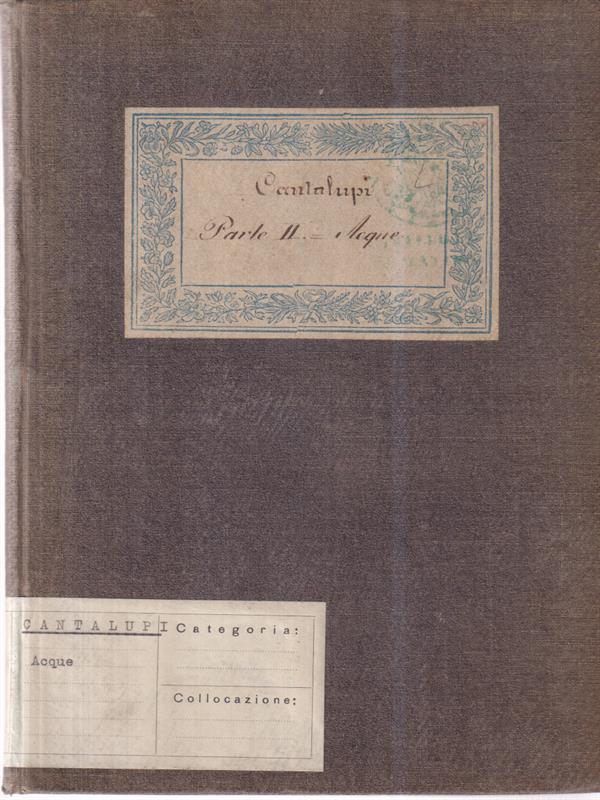 Cantalupi
Parte II. = Acque
CANTALUPI
Categoria:
Acque
Collocazione: